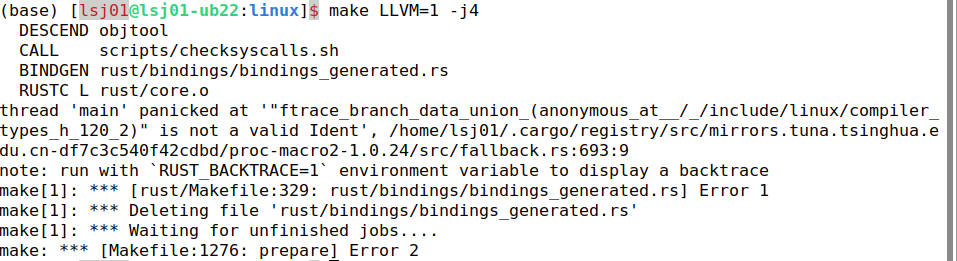 (base) [lsj01@lsj01-ub22:linux]$ make LLVM=1 -j4
  DESCEND objtool
  CALL    scripts/checksyscalls.sh
  BINDGEN rust/bindings/bindings_generated.rs
  RUSTC L rust/core.o
thread 'main' panicked at '"ftrace_branch_data_union_(anonymous_at__/_/include/linux/compiler_
types_h_120_2)" is not a valid Ident', /home/lsj01/.cargo/registry/src/mirrors.tuna.tsinghua.e
du.cn-df7c3c540f42cdbd/proc-macro2-1.0.24/src/fallback.rs:693:9
note: run with `RUST_BACKTRACE=1` environment variable to display a backtrace
make[1]: *** [rust/Makefile:329: rust/bindings/bindings_generated.rs] Error 1
make[1]: *** Deleting file 'rust/bindings/bindings_generated.rs'
make[1]: *** Waiting for unfinished jobs....
make: *** [Makefile:1276: prepare] Error 2